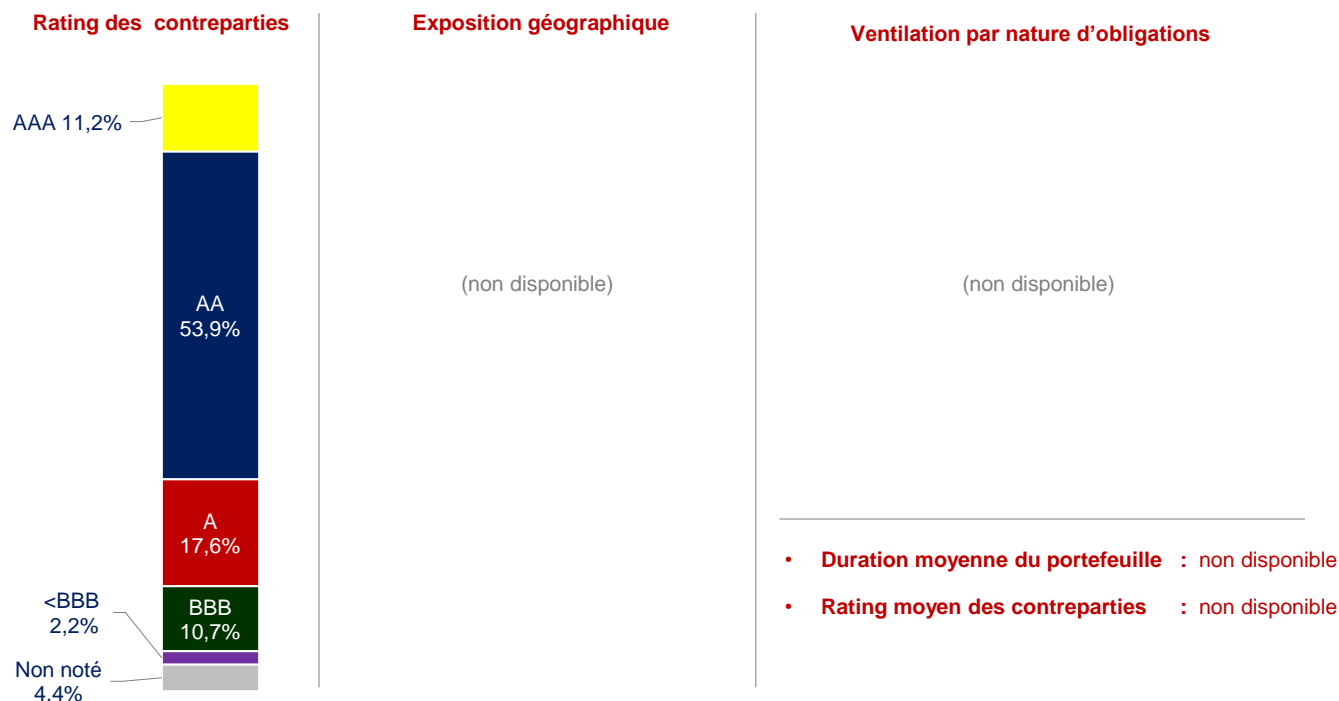 Rating des contreparties
AAA 11,2%
AA
53,9%
A
17,6%
<BBB
2,2%
BBB
10,7%
Non noté
4,4%
Exposition géographique
(non disponible)
Ventilation par nature d’obligations
(non disponible)
• Duration moyenne du portefeuille : non disponible
• Rating moyen des contreparties : non disponible